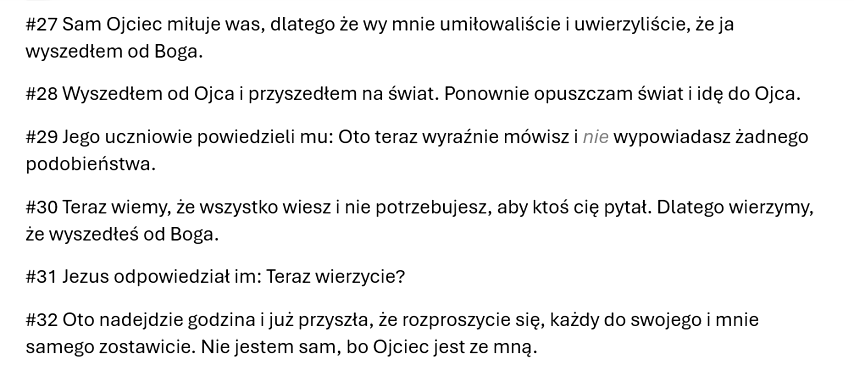 #27 Sam Ojciec miłuje was, dlatego że wy mnie umiłowaliście i uwierzyliście, że ja
wyszedłem od Boga.
#28 Wyszedłem od Ojca i przyszedłem na świat. Ponownie opuszczam świat i idę do Ojca.
#29 Jego uczniowie powiedzieli mu: Oto teraz wyraźnie mówisz i nie wypowiadasz żadnego
podobieństwa.
#30 Teraz wiemy, że wszystko wiesz i nie potrzebujesz, aby ktoś cię pytał. Dlatego wierzymy,
że wyszedłeś od Boga.
#31 Jezus odpowiedział im: Teraz wierzycie?
#32 Oto nadejdzie godzina i już przyszła, że rozproszycie się, każdy do swojego i mnie
samego zostawicie. Nie jestem sam, bo Ojciec jest ze mną.